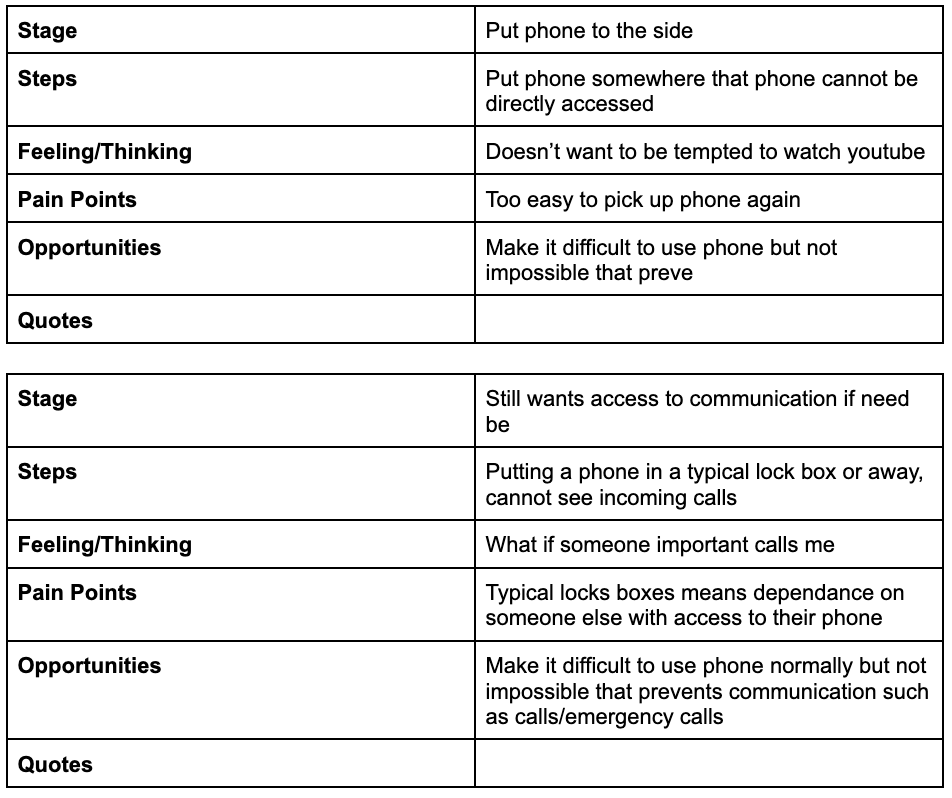 Stage
Put phone to the side
Steps
Put phone somewhere that phone cannot be
directly accessed
Feeling/Thinking
Doesn’t want to be tempted to watch youtube
Pain Points
Too easy to pick up phone again
Opportunities
Make it difficult to use phone but not
impossible that preve
Quotes
Stage
Still wants access to communication if need
be
Steps
Putting a phone in a typical lock box or away,
cannot see incoming calls
Feeling/Thinking
What if someone important calls me
Pain Points
Typical locks boxes means dependance on
someone else with access to their phone
Opportunities
Make it difficult to use phone normally but not
impossible that prevents communication such
as calls/emergency calls
Quotes